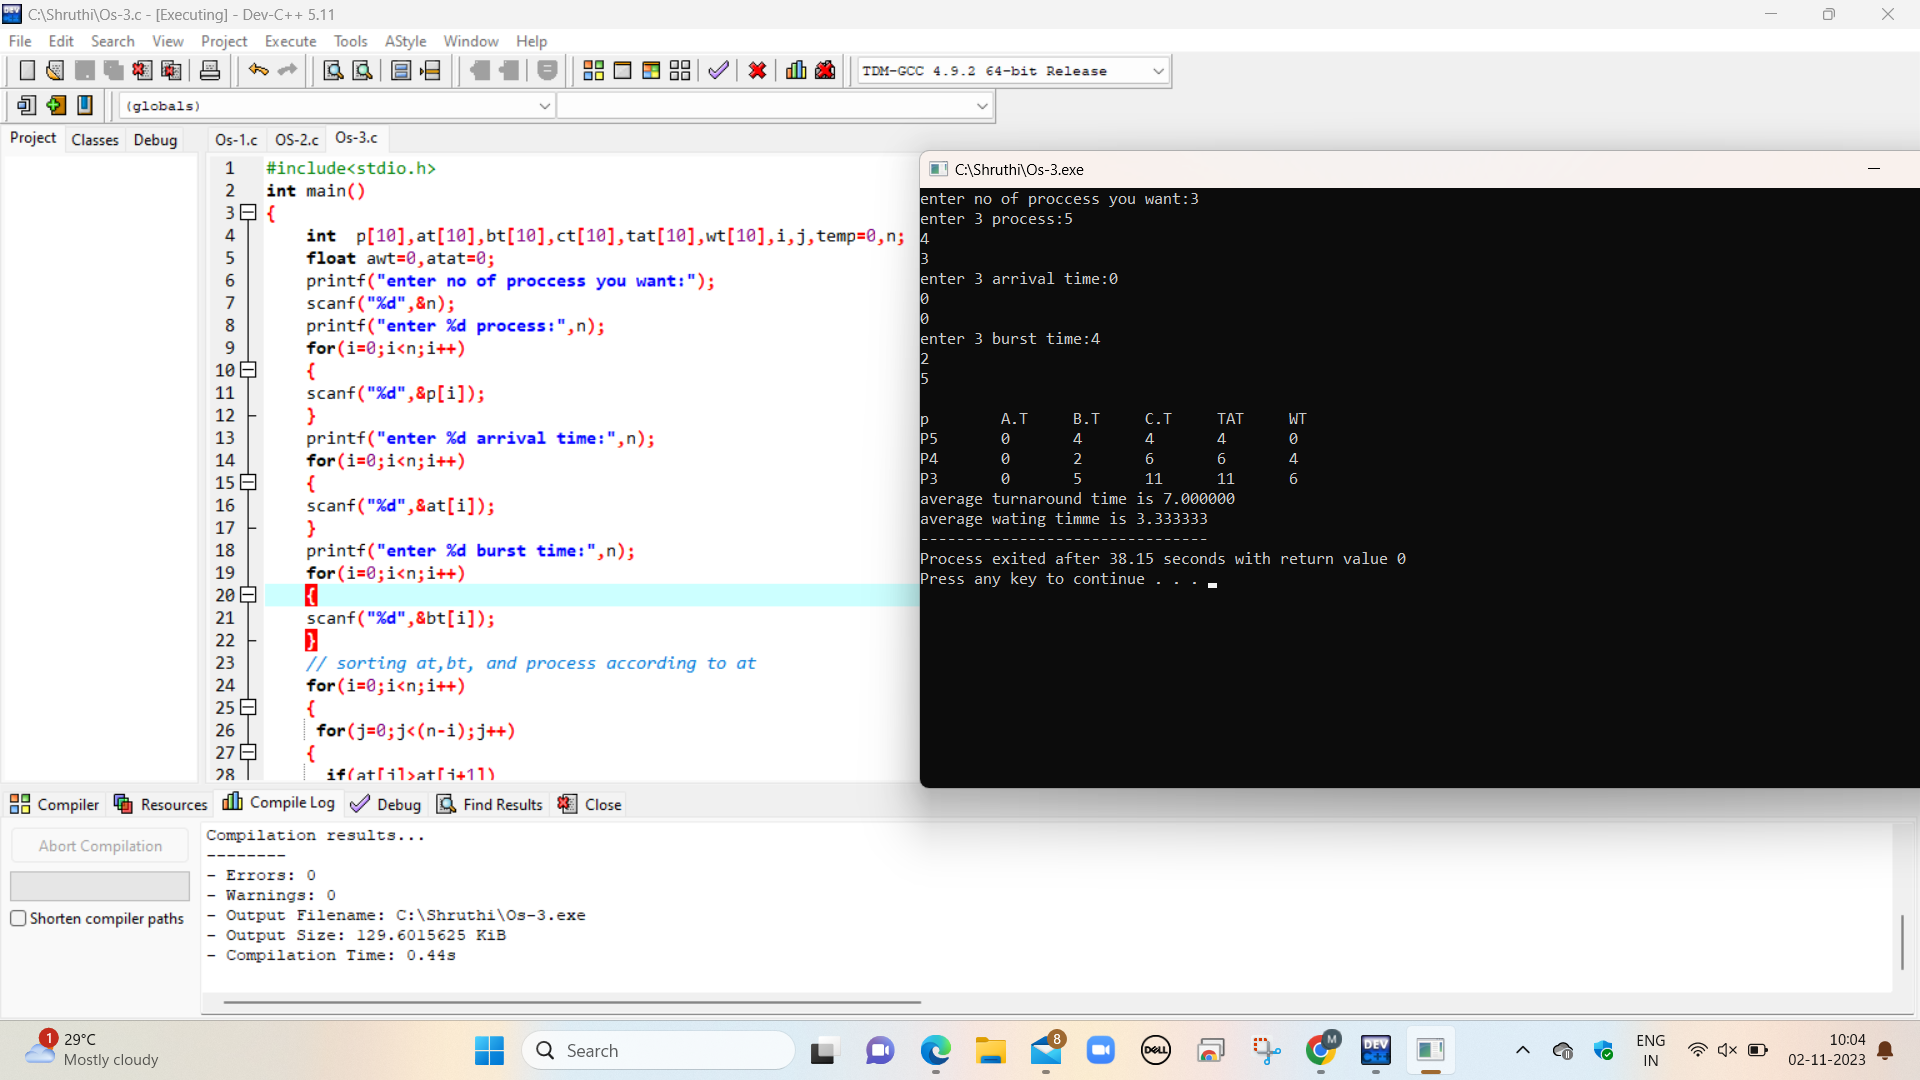 C:\Shruthi\Os-3.c - [Executing] - Dev-C++ 5.11
File Edit Search View Project Execute Tools AStyle Window Help
TDM-GCC 4.9.2 64-bit Release
(globals)
Project Classes Debug
Os-1.c OS-2.c Os-3.c
1 #include<stdio.h>
2 int main()
3 {
4 int p[10],at[10],bt[10],ct[10],tat[10],wt[10],i,j,temp=0,n;
5 float awt=0,atat=0;
6 printf("enter no of proccess you want:");
7 scanf("%d",&n);
8 printf("enter %d process:",n);
9 for(i=0;i<n;i++)
10 {
11 scanf("%d",&p[i]);
12 }
13 printf("enter %d arrival time:",n);
14 for(i=0;i<n;i++)
15 {
16 scanf("%d",&at[i]);
17 }
18 printf("enter %d burst time:",n);
19 for(i=0;i<n;i++)
20 {
21 scanf("%d",&bt[i]);
22 }
23 // sorting at,bt, and process according to at
24 for(i=0;i<n;i++)
25 {
26 for(j=0;j<(n-i);j++)
27 {
28 if(at[j]>at[j+1])
C:\Shruthi\Os-3.exe
enter no of proccess you want:3
enter 3 process:5
4
3
enter 3 arrival time:0
0
0
enter 3 burst time:4
2
5
p A.T B.T C.T TAT WT
P5 0 4 4 4 0
P4 0 2 6 6 4
P3 0 5 11 11 6
average turnaround time is 7.000000
average wating timme is 3.333333
--------------------------------
Process exited after 38.15 seconds with return value 0
Press any key to continue . . .
Compiler Resources Compile Log Debug Find Results Close
Abort Compilation
Shorten compiler paths
Compilation results...
--------
- Errors: 0
- Warnings: 0
- Output Filename: C:\Shruthi\Os-3.exe
- Output Size: 129.6015625 KiB
- Compilation Time: 0.44s
1
29°C
Mostly cloudy
Search
8
DELL
M
DEV C++
ENG
IN
10:04
02-11-2023